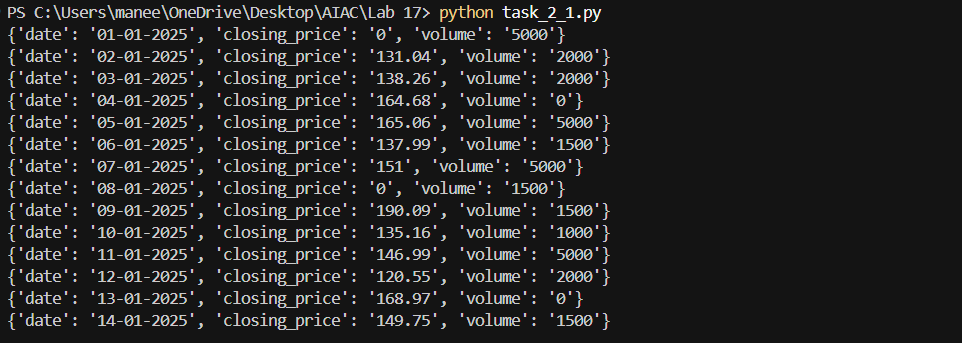 PS C:\Users\manee\OneDrive\Desktop\AIAC\Lab 17> python task_2_1.py
{'date': '01-01-2025', 'closing_price': '0', 'volume': '5000'}
{'date': '02-01-2025', 'closing_price': '131.04', 'volume': '2000'}
{'date': '03-01-2025', 'closing_price': '138.26', 'volume': '2000'}
{'date': '04-01-2025', 'closing_price': '164.68', 'volume': '0'}
{'date': '05-01-2025', 'closing_price': '165.06', 'volume': '5000'}
{'date': '06-01-2025', 'closing_price': '137.99', 'volume': '1500'}
{'date': '07-01-2025', 'closing_price': '151', 'volume': '5000'}
{'date': '08-01-2025', 'closing_price': '0', 'volume': '1500'}
{'date': '09-01-2025', 'closing_price': '190.09', 'volume': '1500'}
{'date': '10-01-2025', 'closing_price': '135.16', 'volume': '1000'}
{'date': '11-01-2025', 'closing_price': '146.99', 'volume': '5000'}
{'date': '12-01-2025', 'closing_price': '120.55', 'volume': '2000'}
{'date': '13-01-2025', 'closing_price': '168.97', 'volume': '0'}
{'date': '14-01-2025', 'closing_price': '149.75', 'volume': '1500'}